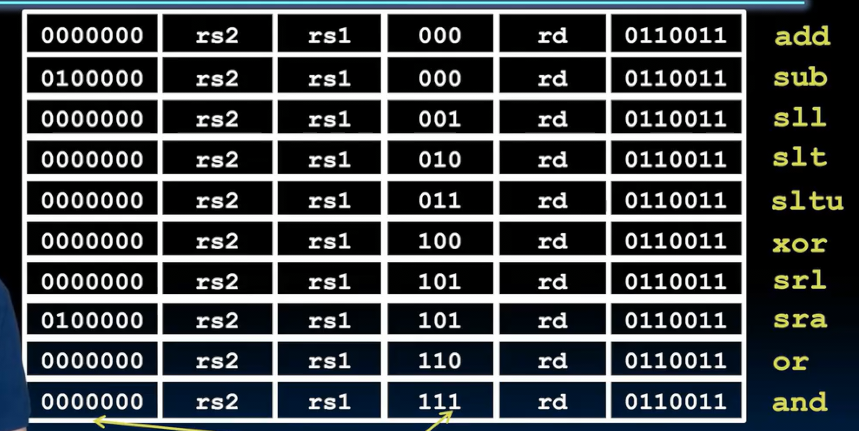 0000000 rs2 rs1 000 rd 0110011 add
0100000 rs2 rs1 000 rd 0110011 sub
0000000 rs2 rs1 001 rd 0110011 sll
0000000 rs2 rs1 010 rd 0110011 slt
0000000 rs2 rs1 011 rd 0110011 sltu
0000000 rs2 rs1 100 rd 0110011 xor
0000000 rs2 rs1 101 rd 0110011 srl
0100000 rs2 rs1 101 rd 0110011 sra
0000000 rs2 rs1 110 rd 0110011 or
0000000 rs2 rs1 111 rd 0110011 and